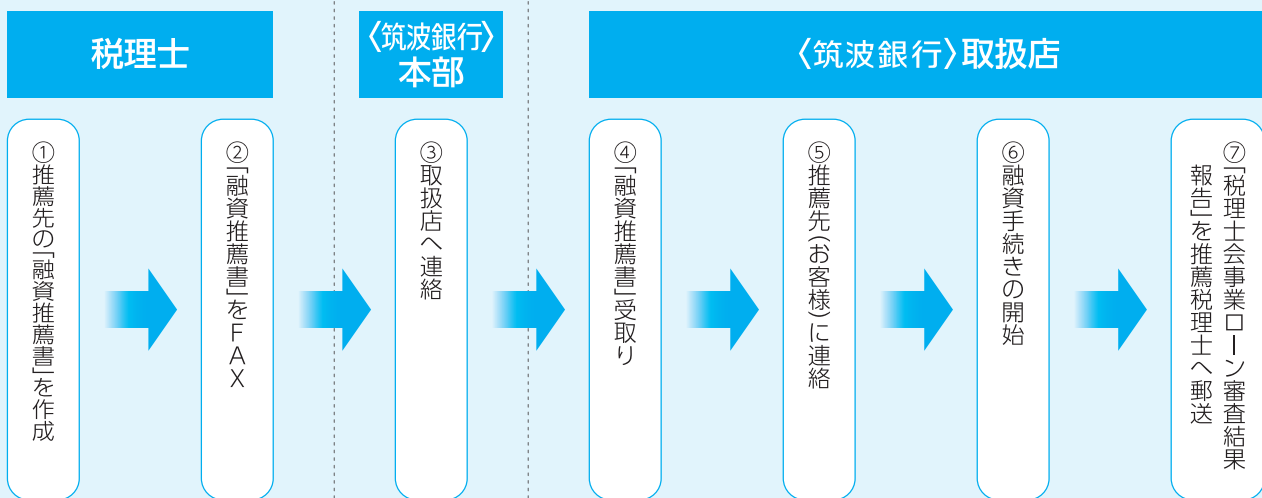 税理士
〈筑波銀行〉
本部
〈筑波銀行〉取扱店
①推薦先の「融資推薦書」を作成
②「融資推薦書」をFAX
③取扱店へ連絡
④「融資推薦書」受取り
⑤推薦先(お客様)に連絡
⑥融資手続きの開始
⑦「税理士会事業ローン審査結果
報告」を推薦税理士へ郵送